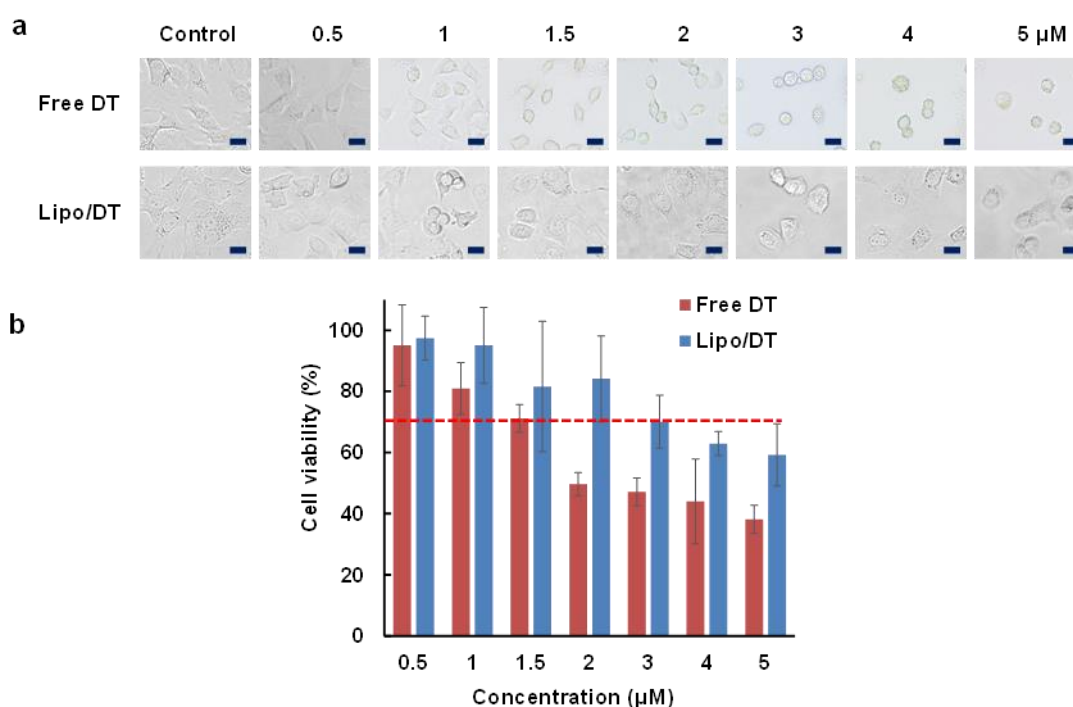 a
Control 0.5 1 1.5 2 3 4 5 µM
Free DT
Lipo/DT
b
Free DT
Lipo/DT
Cell viability (%)
100
80
60
40
20
0
0.5 1 1.5 2 3 4 5
Concentration (µM)